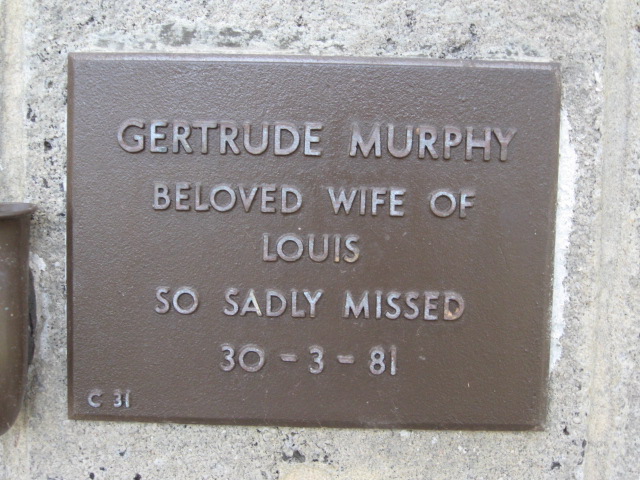 GERTRUDE MURPHY
BELOVED WIFE OF
LOUIS
SO SADLY MISSED
30-3-81
C 31